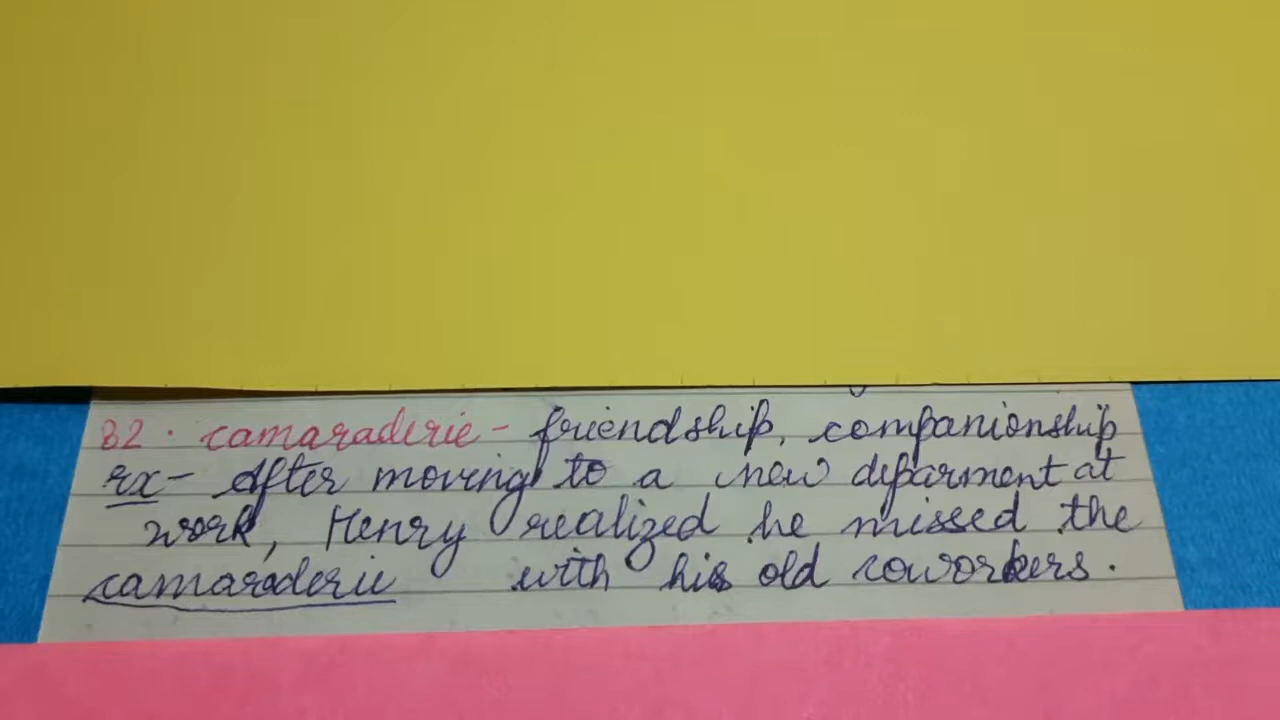 82. camaraderie - friendship, companionship
ex- After moving to a new deparment at
work, Henry realized he missed the
camaraderie with his old coworkers.